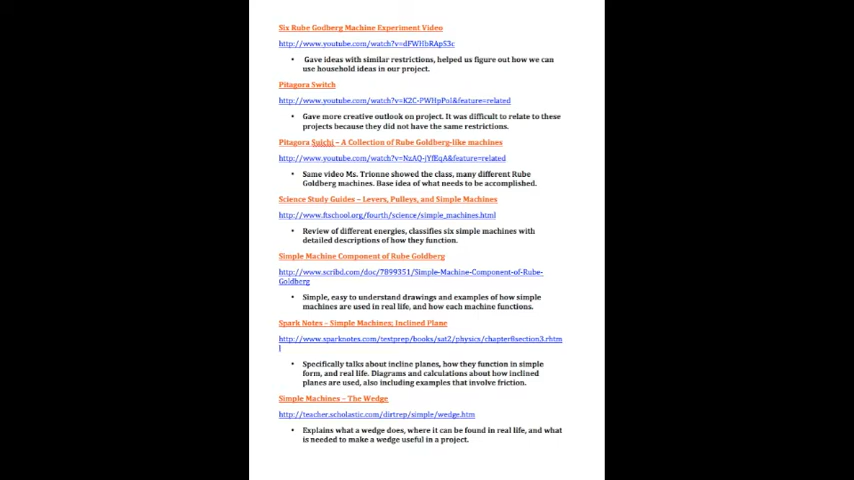 Six Rube Godberg Machine Experiment Video
http://www.youtube.com/watch?v=dFWHbRApS3c
• Gave ideas with similar restrictions, helped us figure out how we can
use household ideas in our project.
Pitagora Switch
http://www.youtube.com/watch?v=K2C-PWHpPoI&feature=related
• Gave more creative outlook on project. It was difficult to relate to these
projects because they did not have the same restrictions.
Pitagora Suichi – A Collection of Rube Goldberg-like machines
http://www.youtube.com/watch?v=NzAQ-jYfEqA&feature=related
• Same video Ms. Trionne showed the class, many different Rube
Goldberg machines. Base idea of what needs to be accomplished.
Science Study Guides – Levers, Pulleys, and Simple Machines
http://www.ftschool.org/fourth/science/simple_machines.html
• Review of different energies, classifies six simple machines with
detailed descriptions of how they function.
Simple Machine Component of Rube Goldberg
http://www.scribd.com/doc/7899351/Simple-Machine-Component-of-Rube-
Goldberg
• Simple, easy to understand drawings and examples of how simple
machines are used in real life, and how each machine functions.
Spark Notes – Simple Machines; Inclined Plane
http://www.sparknotes.com/testprep/books/sat2/physics/chapter8section3.rhtm
l
• Specifically talks about incline planes, how they function in simple
form, and real life. Diagrams and calculations about how inclined
planes are used, also including examples that involve friction.
Simple Machines – The Wedge
http://teacher.scholastic.com/dirtrep/simple/wedge.htm
• Explains what a wedge does, where it can be found in real life, and what
is needed to make a wedge useful in a project.